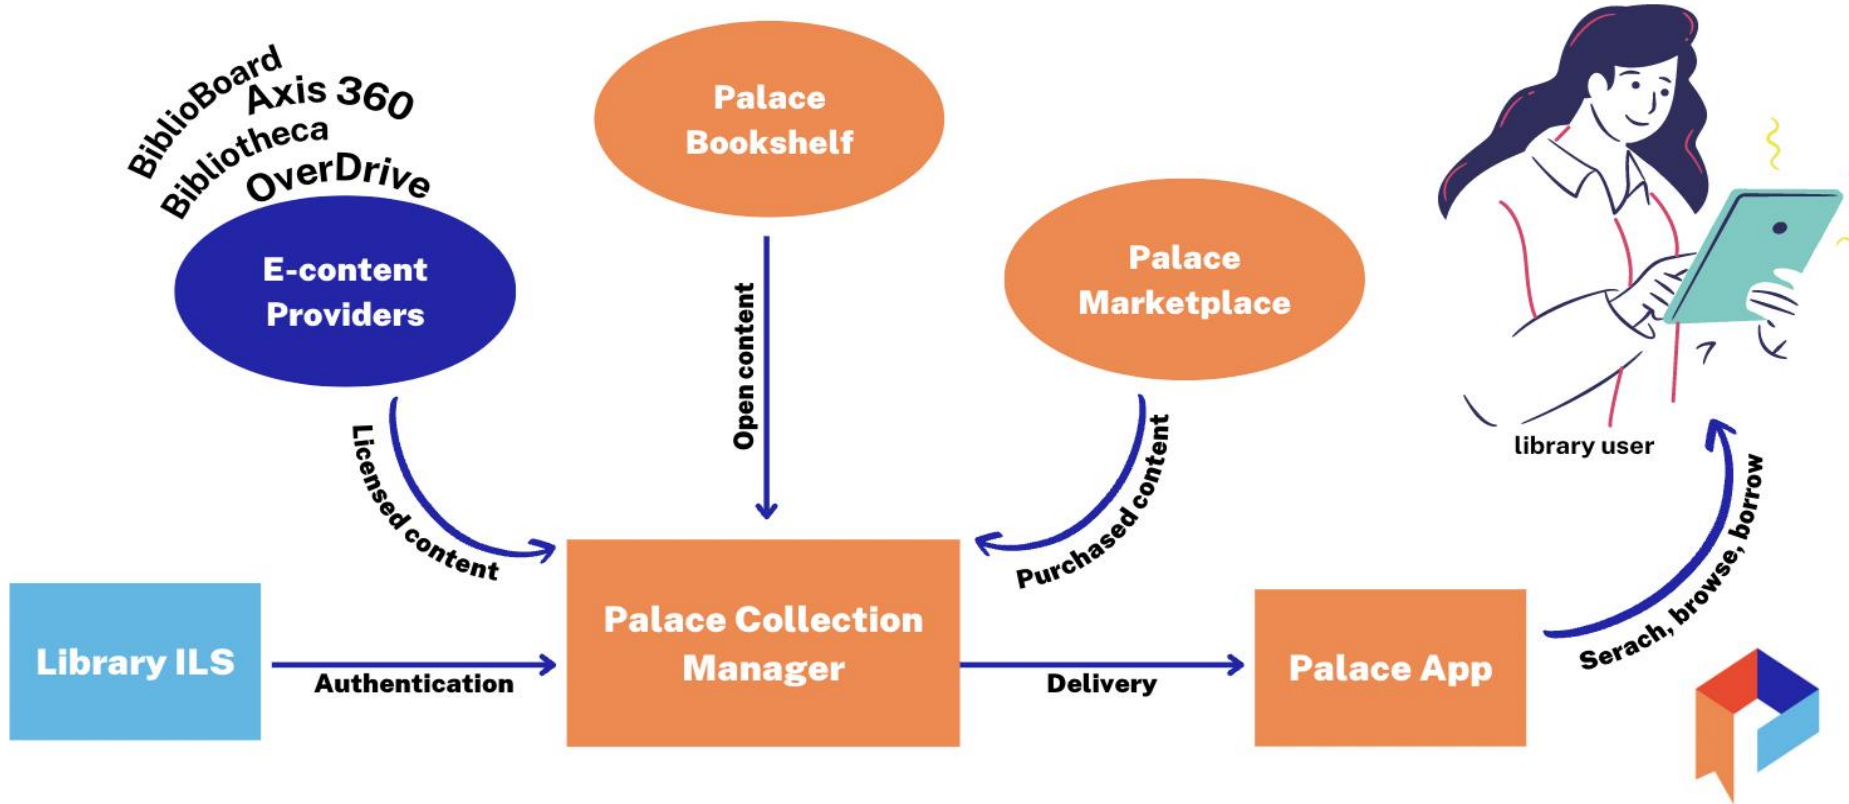 BiblioBoard
Axis 360
Bibliotheca
OverDrive
E-content
Providers
Palace
Bookshelf
Palace
Marketplace
Licensed content
Open content
Purchased content
library user
Library ILS
Authentication
Palace Collection
Manager
Delivery
Palace App
Serach, browse, borrow